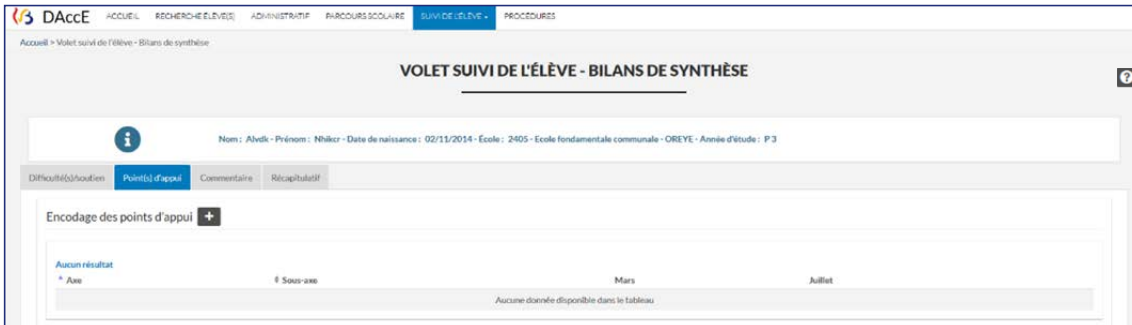 DAccE ACCUEIL RECHERCHE ÉLEVE(S) ADMINISTRATIF PARCOURS SCOLAIRE SUIVI DE L'ÉLÈVE PROCÉDURES
Accueil > Volet suivi de l'élève - Bilans de synthèse
VOLET SUIVI DE L'ÉLÈVE - BILANS DE SYNTHÈSE
?
i
Nom : Alvdk - Prénom : Nhikcr - Date de naissance : 02/11/2014 - École : 2405 - Ecole fondamentale communale - OREYE - Année d'étude : P 3
Difficulté(s)/soutien Point(s) d'appui Commentaire Récapitulatif
Encodage des points d'appui +
Aucun résultat
Axe Sous-axe Mars Juillet
Aucune donnée disponible dans le tableau